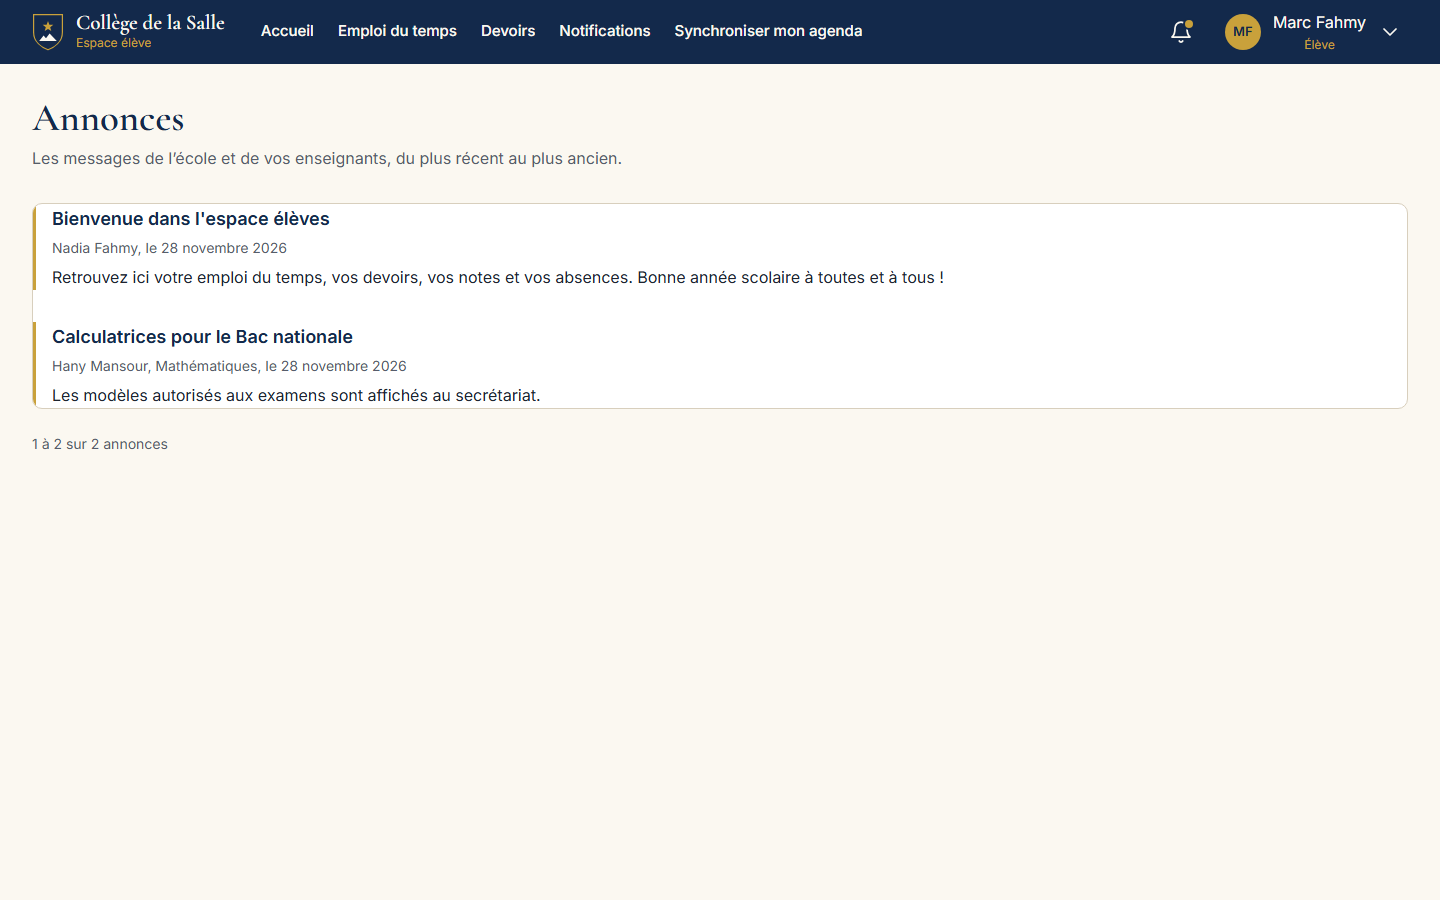 Collège de la Salle
Espace élève
Accueil
Emploi du temps
Devoirs
Notifications
Synchroniser mon agenda
MF
Marc Fahmy
Élève
Annonces
Les messages de l’école et de vos enseignants, du plus récent au plus ancien.
Bienvenue dans l'espace élèves
Nadia Fahmy, le 28 novembre 2026
Retrouvez ici votre emploi du temps, vos devoirs, vos notes et vos absences. Bonne année scolaire à toutes et à tous !
Calculatrices pour le Bac nationale
Hany Mansour, Mathématiques, le 28 novembre 2026
Les modèles autorisés aux examens sont affichés au secrétariat.
1 à 2 sur 2 annonces